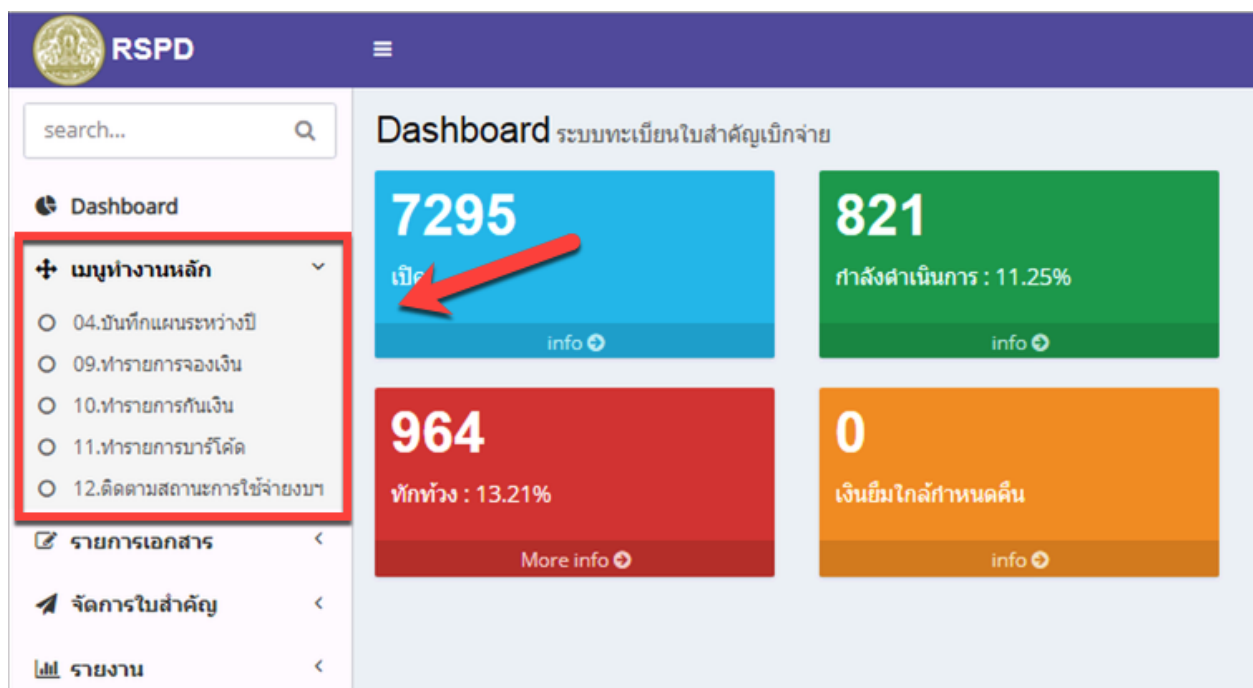 RSPD
search...
Dashboard
เมนูทำงานหลัก
04.บันทึกแผนระหว่างปี
09.ทำรายการจองเงิน
10.ทำรายการกันเงิน
11.ทำรายการบาร์โค้ด
12.ติดตามสถานะการใช้จ่ายงบฯ
รายการเอกสาร
จัดการใบสำคัญ
รายงาน
Dashboard ระบบทะเบียนใบสำคัญเบิกจ่าย
7295
info
821
กำลังดำเนินการ : 11.25%
info
964
ทักท้วง : 13.21%
More info
0
เงินยืมใกล้กำหนดคืน
info